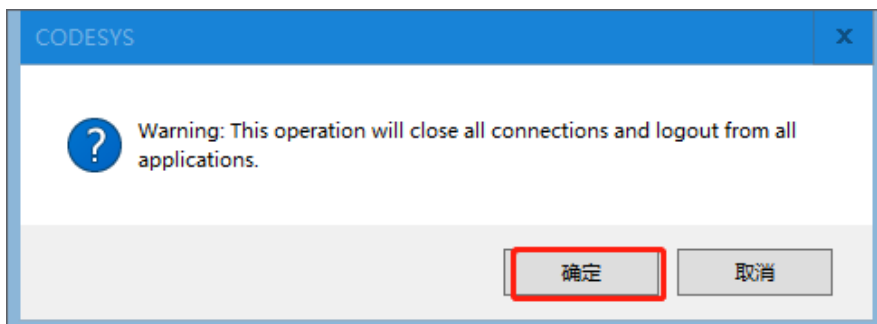 CODESYS
Warning: This operation will close all connections and logout from all
applications.
确定
取消